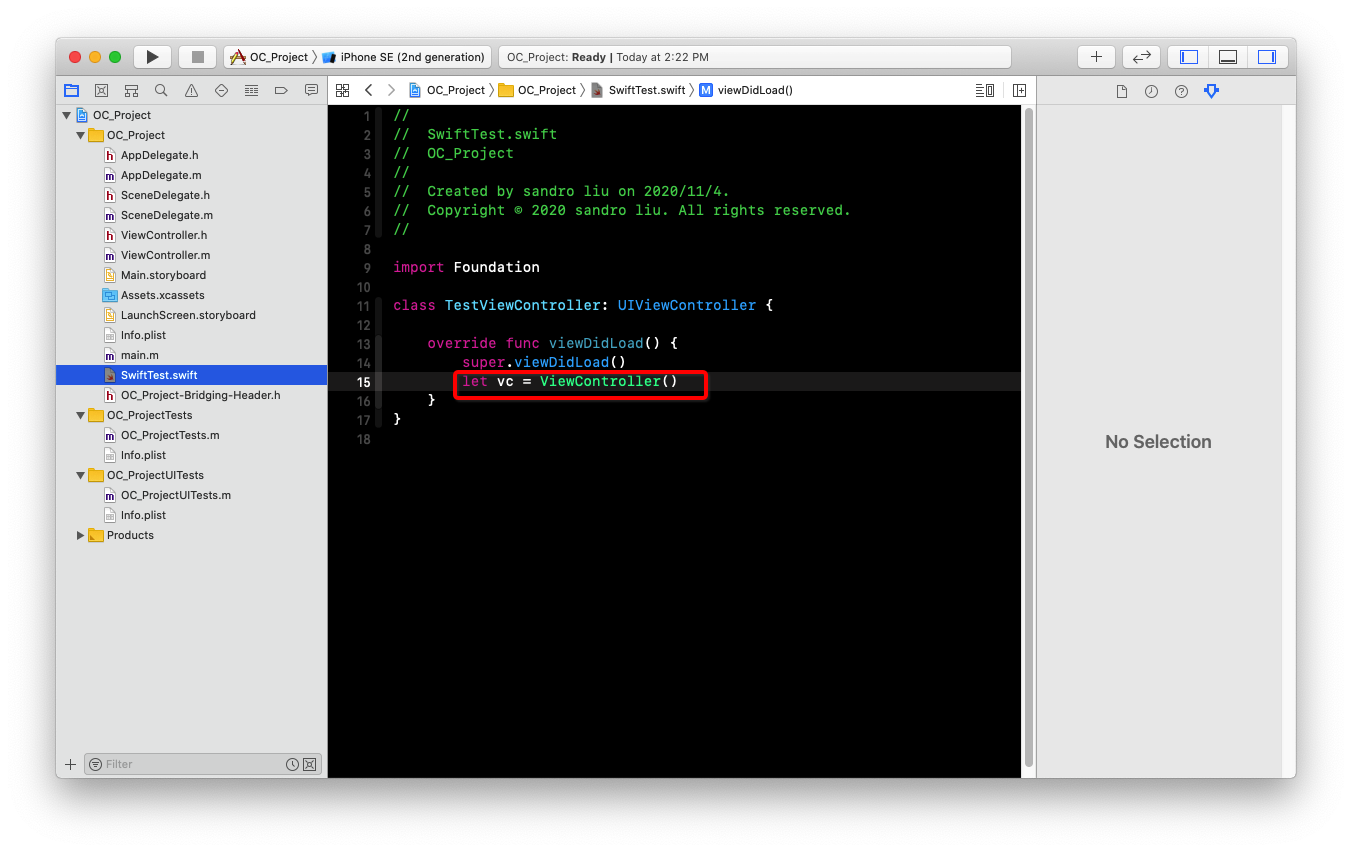 OC_Project 〉 iPhone SE (2nd generation)
OC_Project: Ready | Today at 2:22 PM
OC_Project 〉 OC_Project 〉 SwiftTest.swift 〉 M viewDidLoad()
OC_Project
OC_Project
h AppDelegate.h
m AppDelegate.m
h SceneDelegate.h
m SceneDelegate.m
h ViewController.h
m ViewController.m
Main.storyboard
Assets.xcassets
LaunchScreen.storyboard
Info.plist
m main.m
SwiftTest.swift
h OC_Project-Bridging-Header.h
OC_ProjectTests
m OC_ProjectTests.m
Info.plist
OC_ProjectUITests
m OC_ProjectUITests.m
Info.plist
Products
Filter
1 //
2 //  SwiftTest.swift
3 //  OC_Project
4 //
5 //  Created by sandro liu on 2020/11/4.
6 //  Copyright © 2020 sandro liu. All rights reserved.
7 //
8
9 import Foundation
10
11 class TestViewController: UIViewController {
12
13     override func viewDidLoad() {
14         super.viewDidLoad()
15         let vc = ViewController()
16     }
17 }
18
No Selection